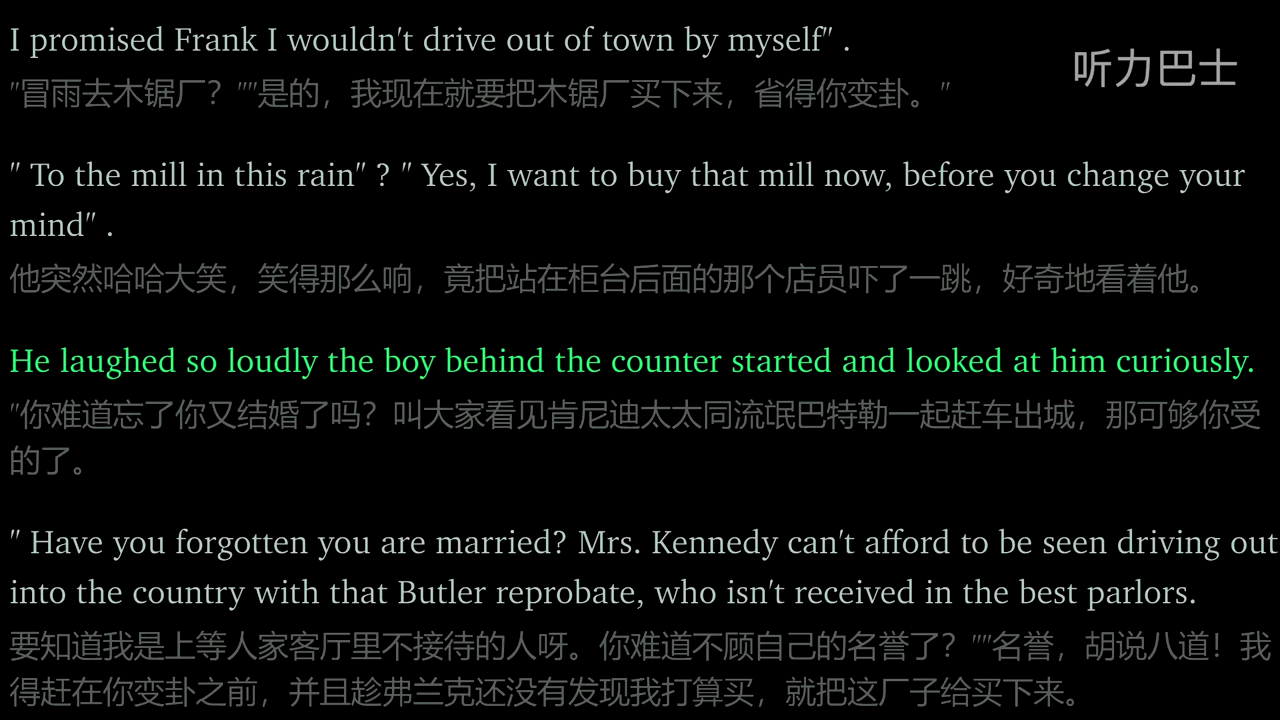 I promised Frank I wouldn't drive out of town by myself" .
听力巴士
"冒雨去木锯厂？""是的，我现在就要把木锯厂买下来，省得你变卦。"
" To the mill in this rain" ? " Yes, I want to buy that mill now, before you change your
mind" .
他突然哈哈大笑，笑得那么响，竟把站在柜台后面的那个店员吓了一跳，好奇地看着他。
He laughed so loudly the boy behind the counter started and looked at him curiously.
"你难道忘了你又结婚了吗？叫大家看见肯尼迪太太同流氓巴特勒一起赶车出城，那可够你受
的了。
" Have you forgotten you are married? Mrs. Kennedy can't afford to be seen driving out
into the country with that Butler reprobate, who isn't received in the best parlors.
要知道我是上等人家客厅里不接待的人呀。你难道不顾自己的名誉了？""名誉，胡说八道！我
得赶在你变卦之前，并且趁弗兰克还没有发现我打算买，就把这厂子给买下来。